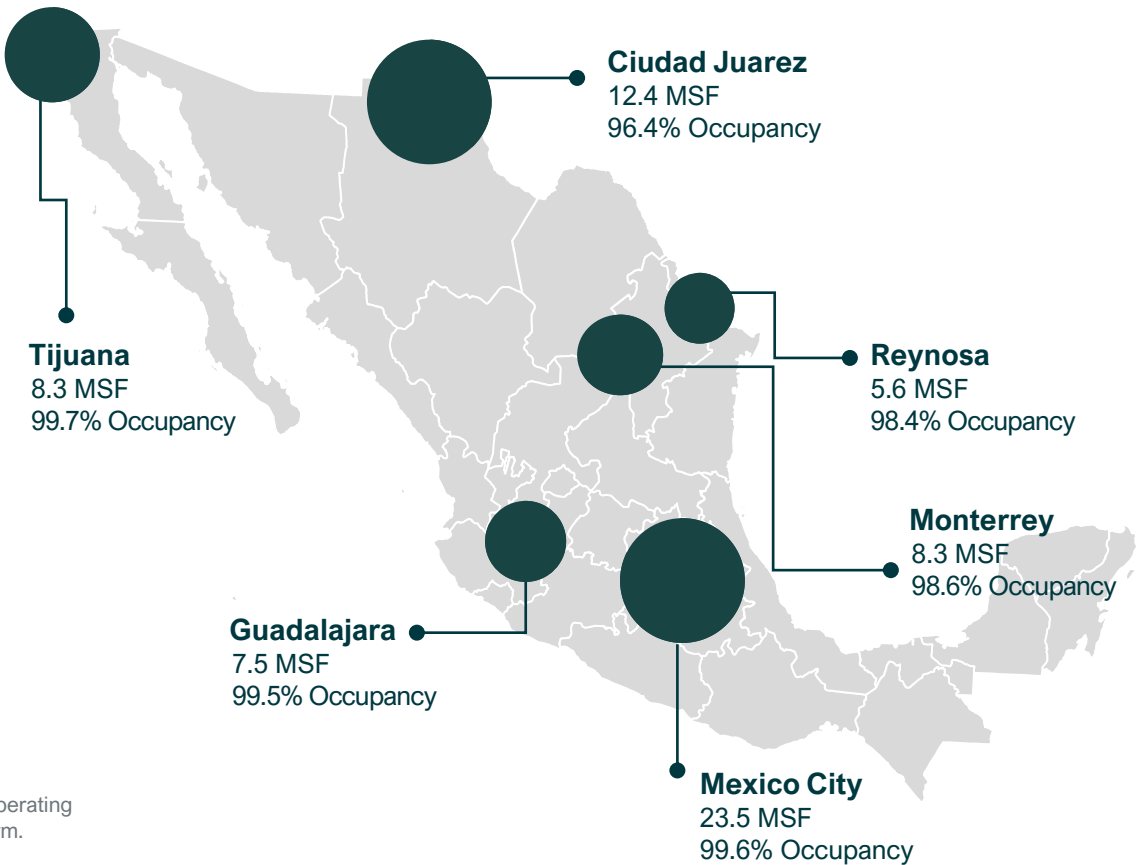 Ciudad Juarez
12.4 MSF
96.4% Occupancy
Tijuana
8.3 MSF
99.7% Occupancy
Reynosa
5.6 MSF
98.4% Occupancy
Monterrey
8.3 MSF
98.6% Occupancy
Guadalajara
7.5 MSF
99.5% Occupancy
Mexico City
23.5 MSF
99.6% Occupancy